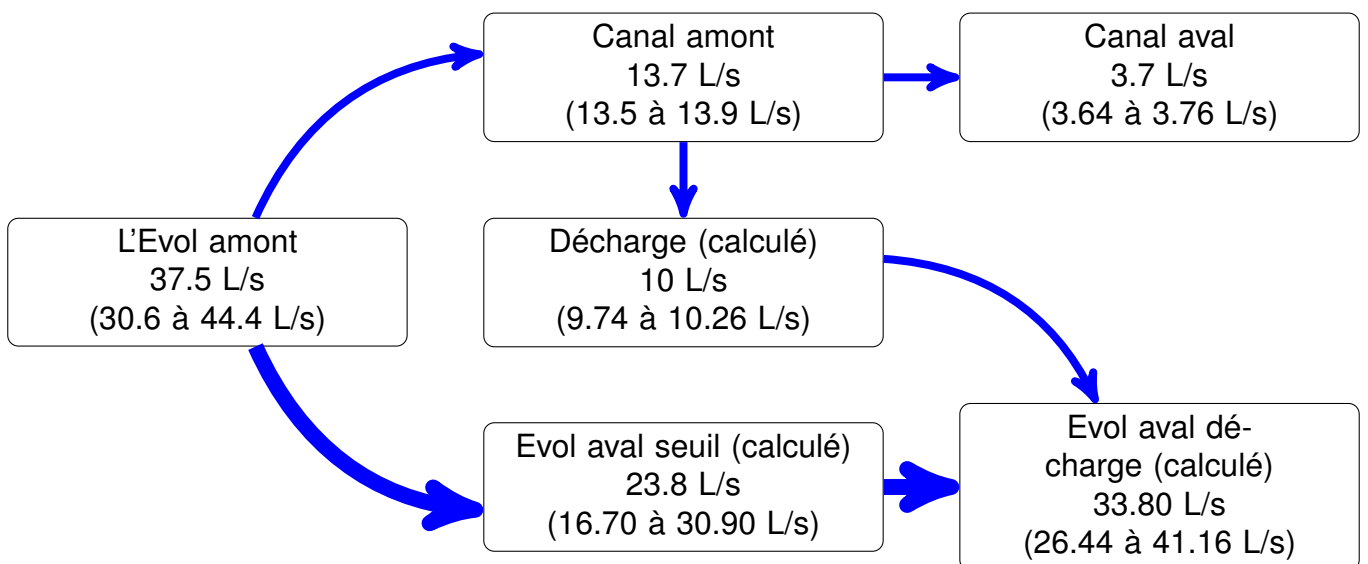 Canal amont
13.7 L/s
(13.5 à 13.9 L/s)
Canal aval
3.7 L/s
(3.64 à 3.76 L/s)
L'Evol amont
37.5 L/s
(30.6 à 44.4 L/s)
Décharge (calculé)
10 L/s
(9.74 à 10.26 L/s)
Evol aval seuil (calculé)
23.8 L/s
(16.70 à 30.90 L/s)
Evol aval dé-
charge (calculé)
33.80 L/s
(26.44 à 41.16 L/s)